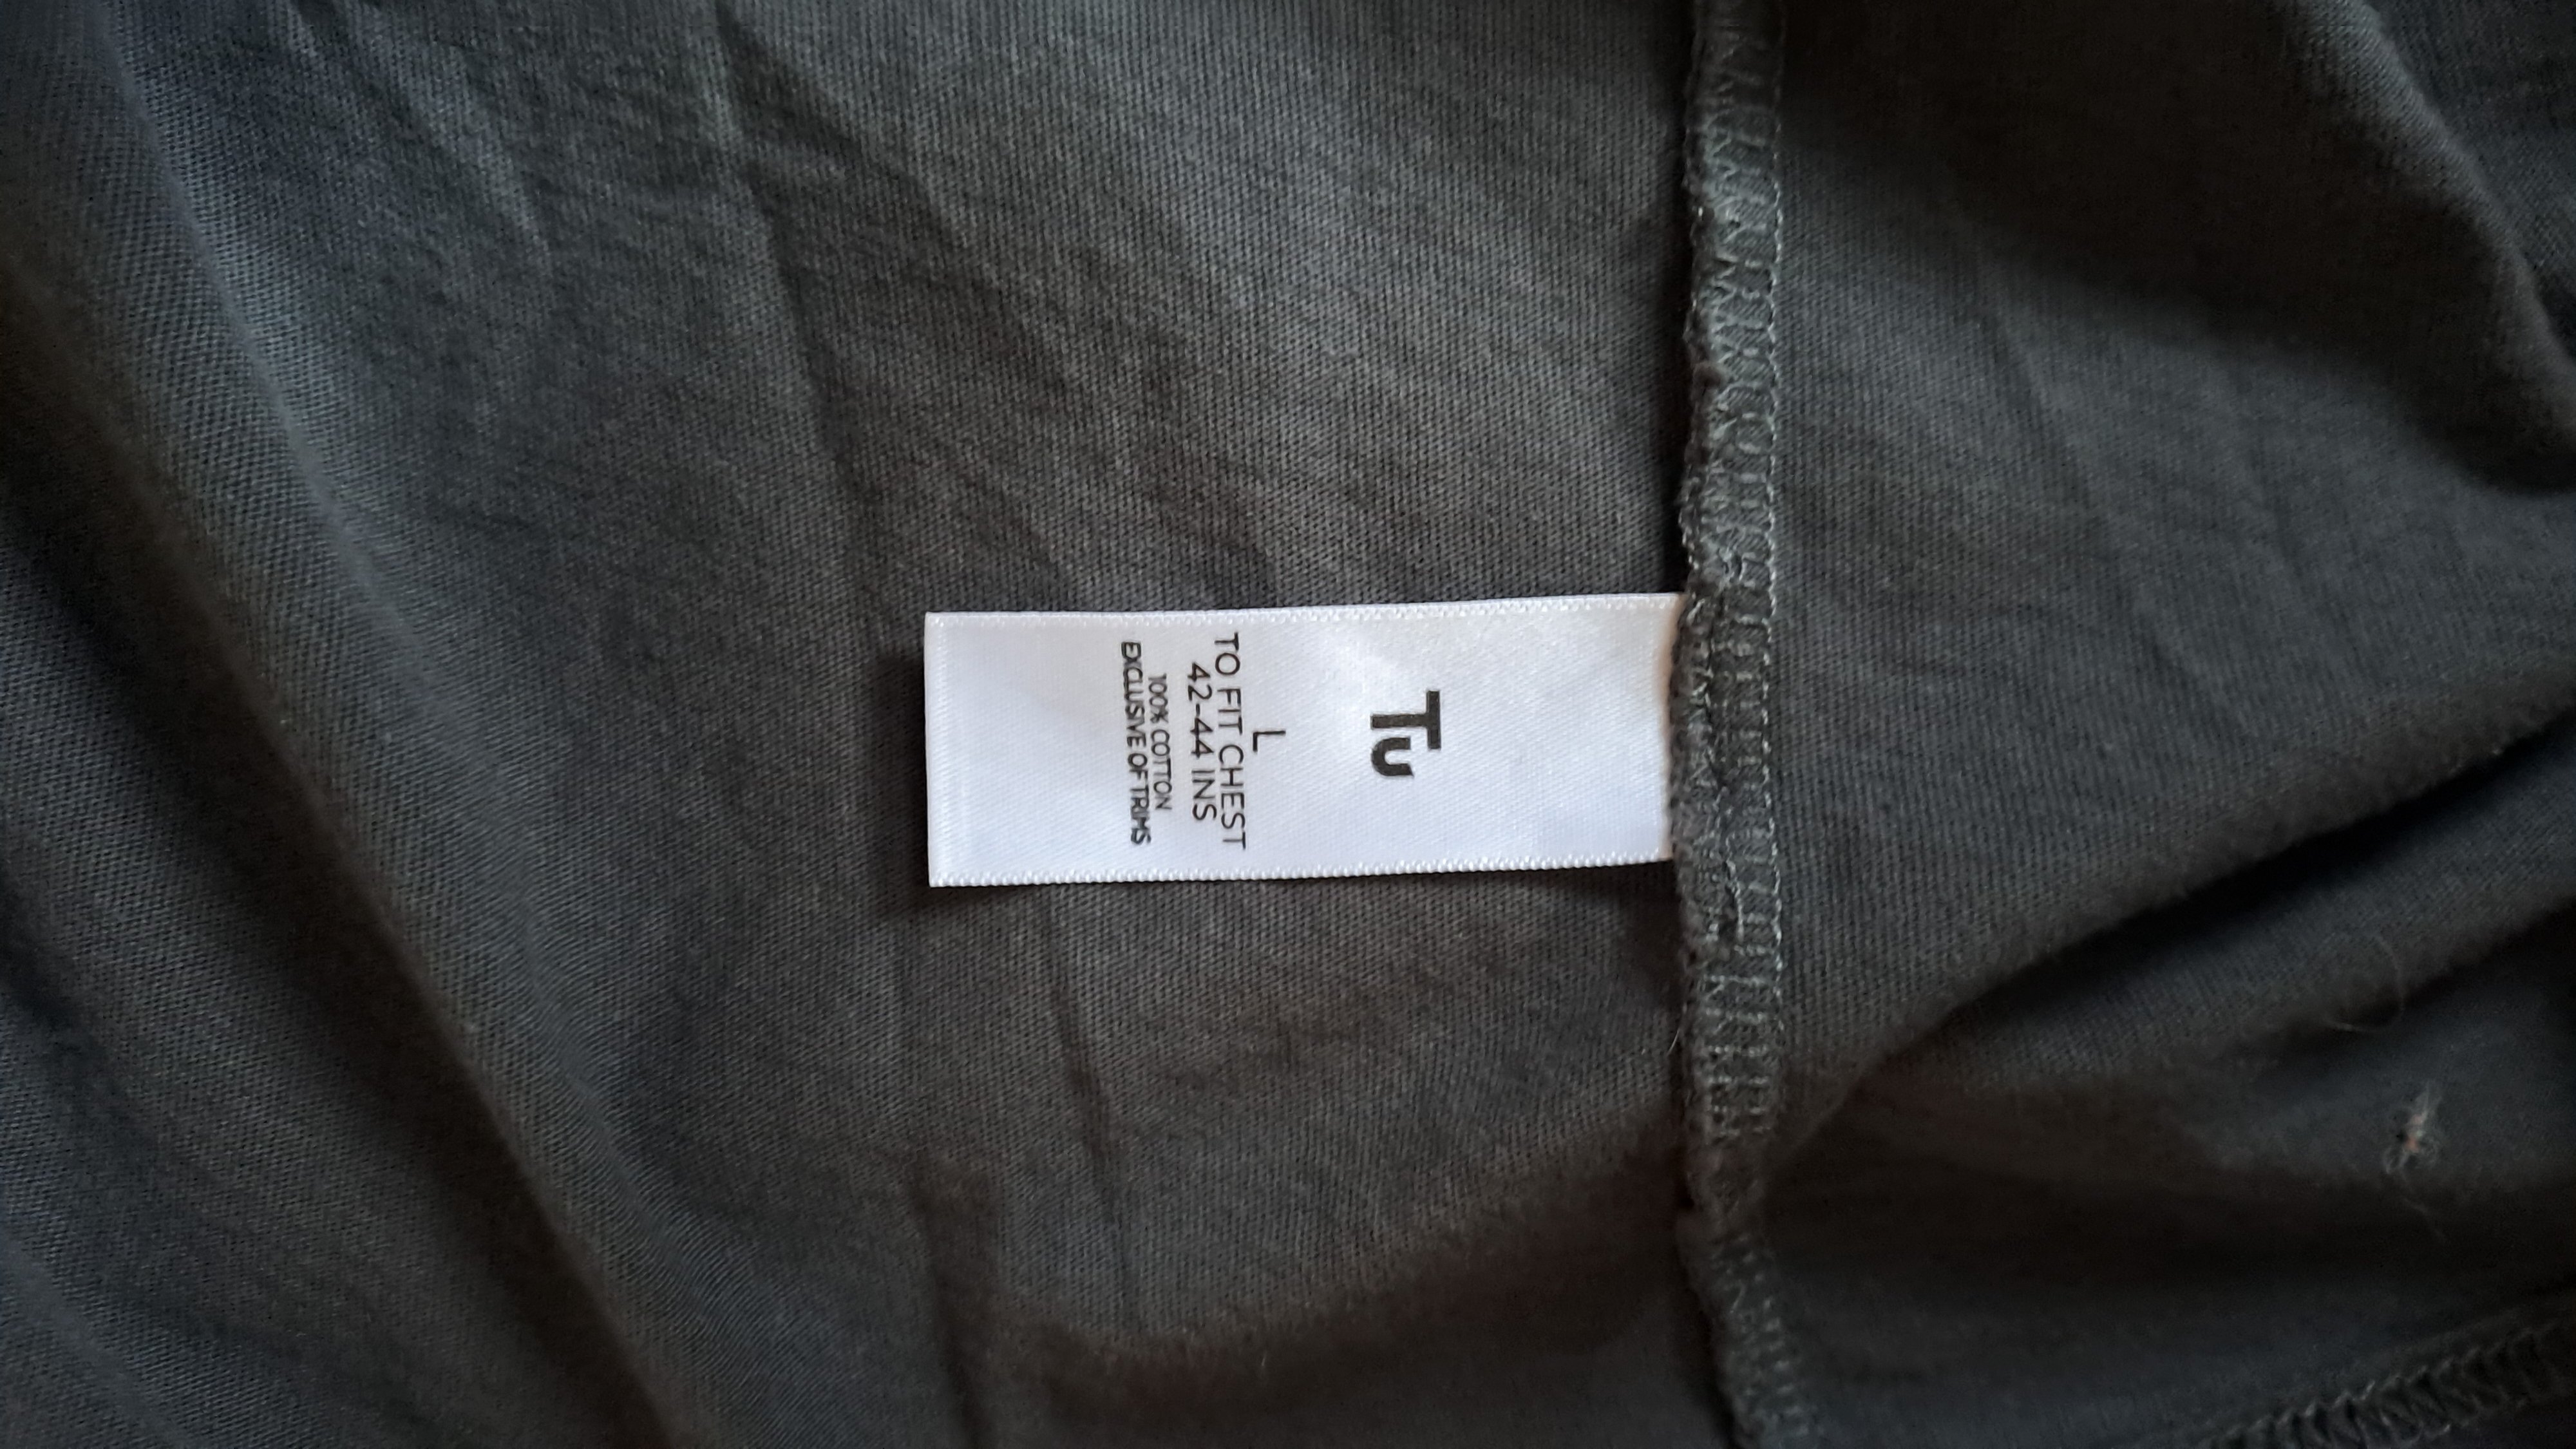 Tu
L
TO FIT CHEST
42-44 INS
100% COTTON
EXCLUSIVE OF TRIMS